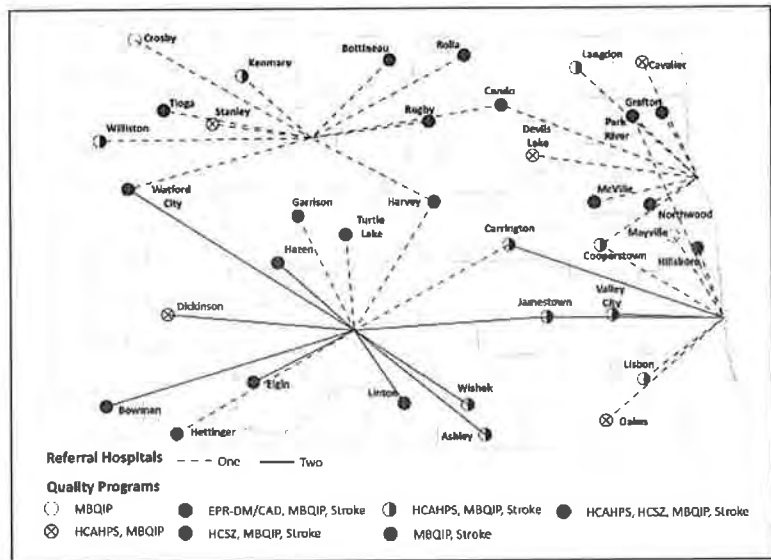 Crosby
Kenmare
Bottineau
Rolla
Langdon
Cavalier
Tioga
Stanley
Rugby
Cando
Grafton
Park
River
Williston
Devils
Lake
Watford
City
Garrison
Turtle
Lake
Harvey
McVille
Northwood
Carrington
Mayville
Cooperstown
Hillsboro
Hazen
Dickinson
Jamestown
Valley
City
Elgin
Lisbon
Bowman
Linton
Wishek
Hettinger
Ashley
Oakes
Referral Hospitals One Two
Quality Programs
MBQIP EPR-DM/CAD, MBQIP, Stroke HCAHPS, MBQIP, Stroke HCAHPS, HCSZ, MBQIP, Stroke
HCAHPS, MBQIP HCSZ, MBQIP, Stroke MBQIP, Stroke